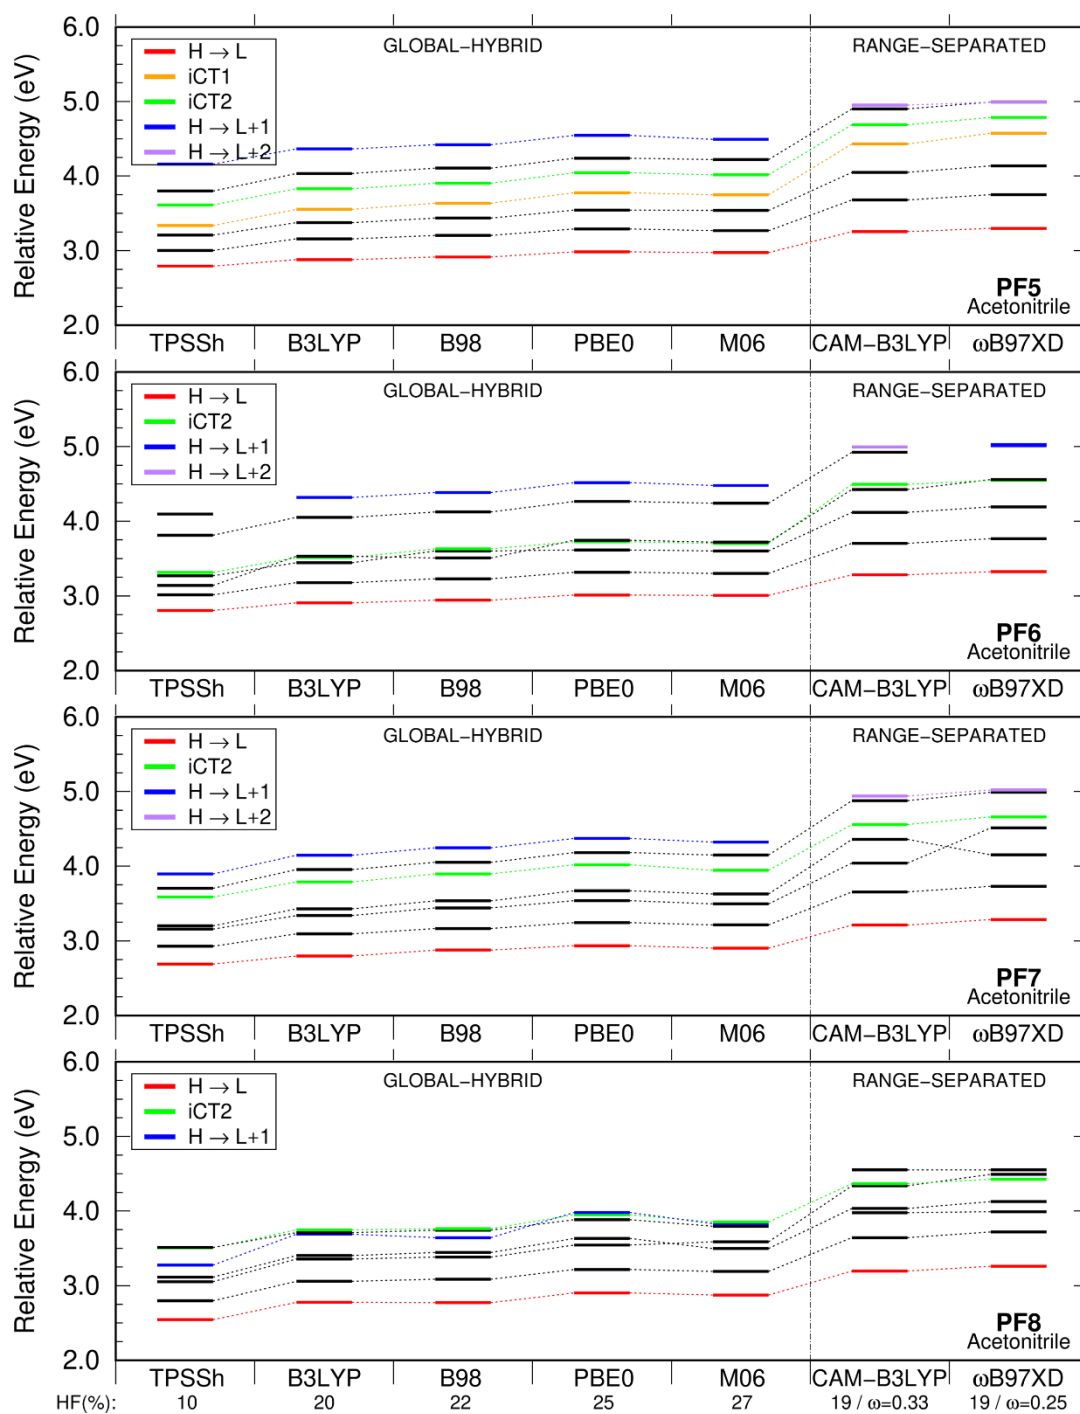 6.0
5.0
4.0
3.0
2.0
Relative Energy (eV)
H → L
iCT1
iCT2
H → L+1
H → L+2
GLOBAL−HYBRID
RANGE−SEPARATED
PF5
Acetonitrile
TPSSh B3LYP B98 PBE0 M06 CAM−B3LYP ωB97XD
6.0
5.0
4.0
3.0
2.0
Relative Energy (eV)
H → L
iCT2
H → L+1
H → L+2
GLOBAL−HYBRID
RANGE−SEPARATED
PF6
Acetonitrile
TPSSh B3LYP B98 PBE0 M06 CAM−B3LYP ωB97XD
6.0
5.0
4.0
3.0
2.0
Relative Energy (eV)
H → L
iCT2
H → L+1
H → L+2
GLOBAL−HYBRID
RANGE−SEPARATED
PF7
Acetonitrile
TPSSh B3LYP B98 PBE0 M06 CAM−B3LYP ωB97XD
6.0
5.0
4.0
3.0
2.0
Relative Energy (eV)
H → L
iCT2
H → L+1
GLOBAL−HYBRID
RANGE−SEPARATED
PF8
Acetonitrile
TPSSh B3LYP B98 PBE0 M06 CAM−B3LYP ωB97XD
HF(%): 10 20 22 25 27 19 / ω=0.33 19 / ω=0.25